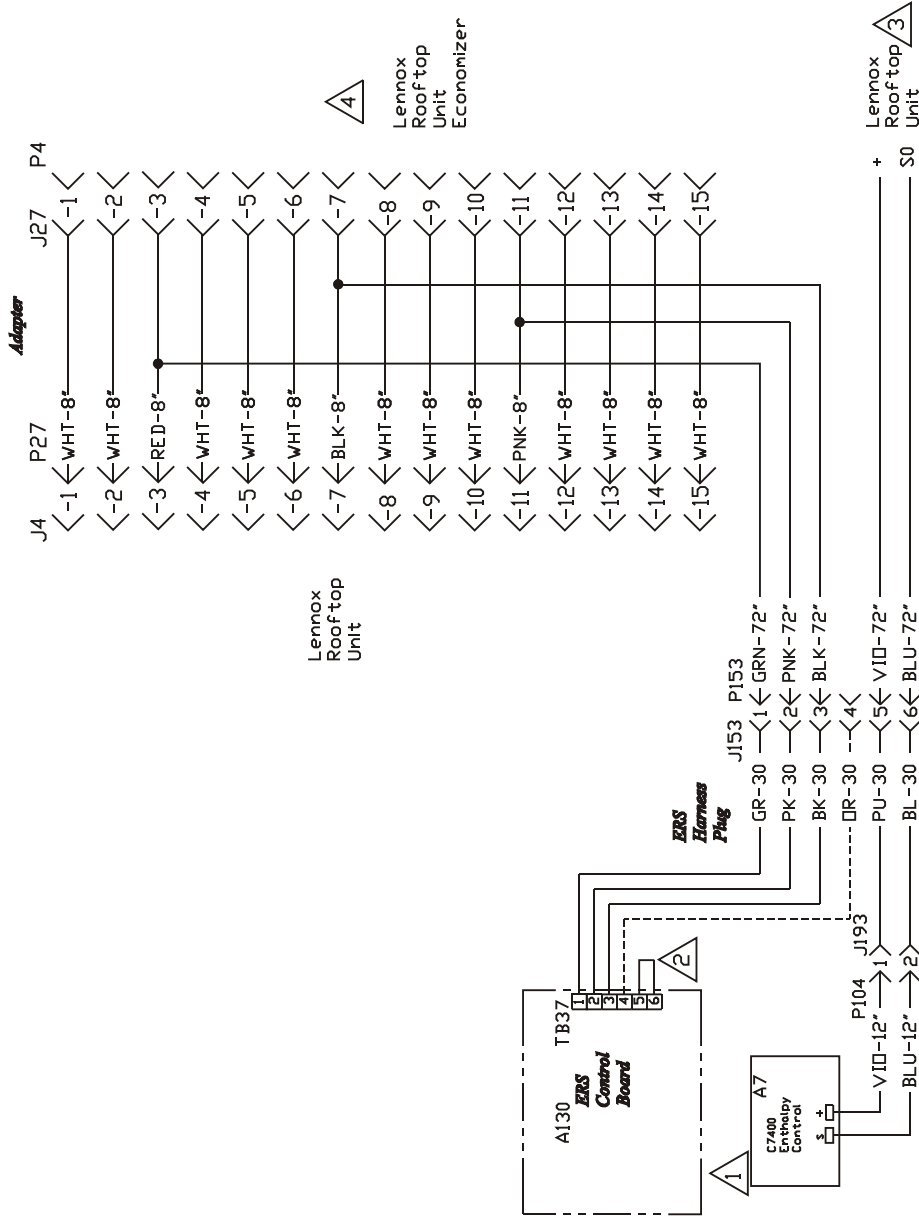 Adapter
J4
P27
J27
P4
-1
WHT-8"
-1
-2
WHT-8"
-2
-3
RED-8"
-3
-4
WHT-8"
-4
-5
WHT-8"
-5
-6
WHT-8"
-6
-7
BLK-8"
-7
-8
WHT-8"
-8
-9
WHT-8"
-9
-10
WHT-8"
-10
-11
PNK-8"
-11
-12
WHT-8"
-12
-13
WHT-8"
-13
-14
WHT-8"
-14
-15
WHT-8"
-15
Lennox
Rooftop
Unit
4
Lennox
Rooftop
Unit
Economizer
ERS
Harness
Plug
J153
P153
GR-30
1
GRN-72"
PK-30
2
PNK-72"
BK-30
3
BLK-72"
OR-30
4
PU-30
5
VIO-72"
+
BL-30
6
BLU-72"
SO
Lennox
Rooftop
Unit
3
A130
TB37
ERS
Control
Board
1
2
3
4
5
6
2
1
A7
C7400
Enthalpy
Control
S
+
P104
J193
VIO-12"
1
BLU-12"
2